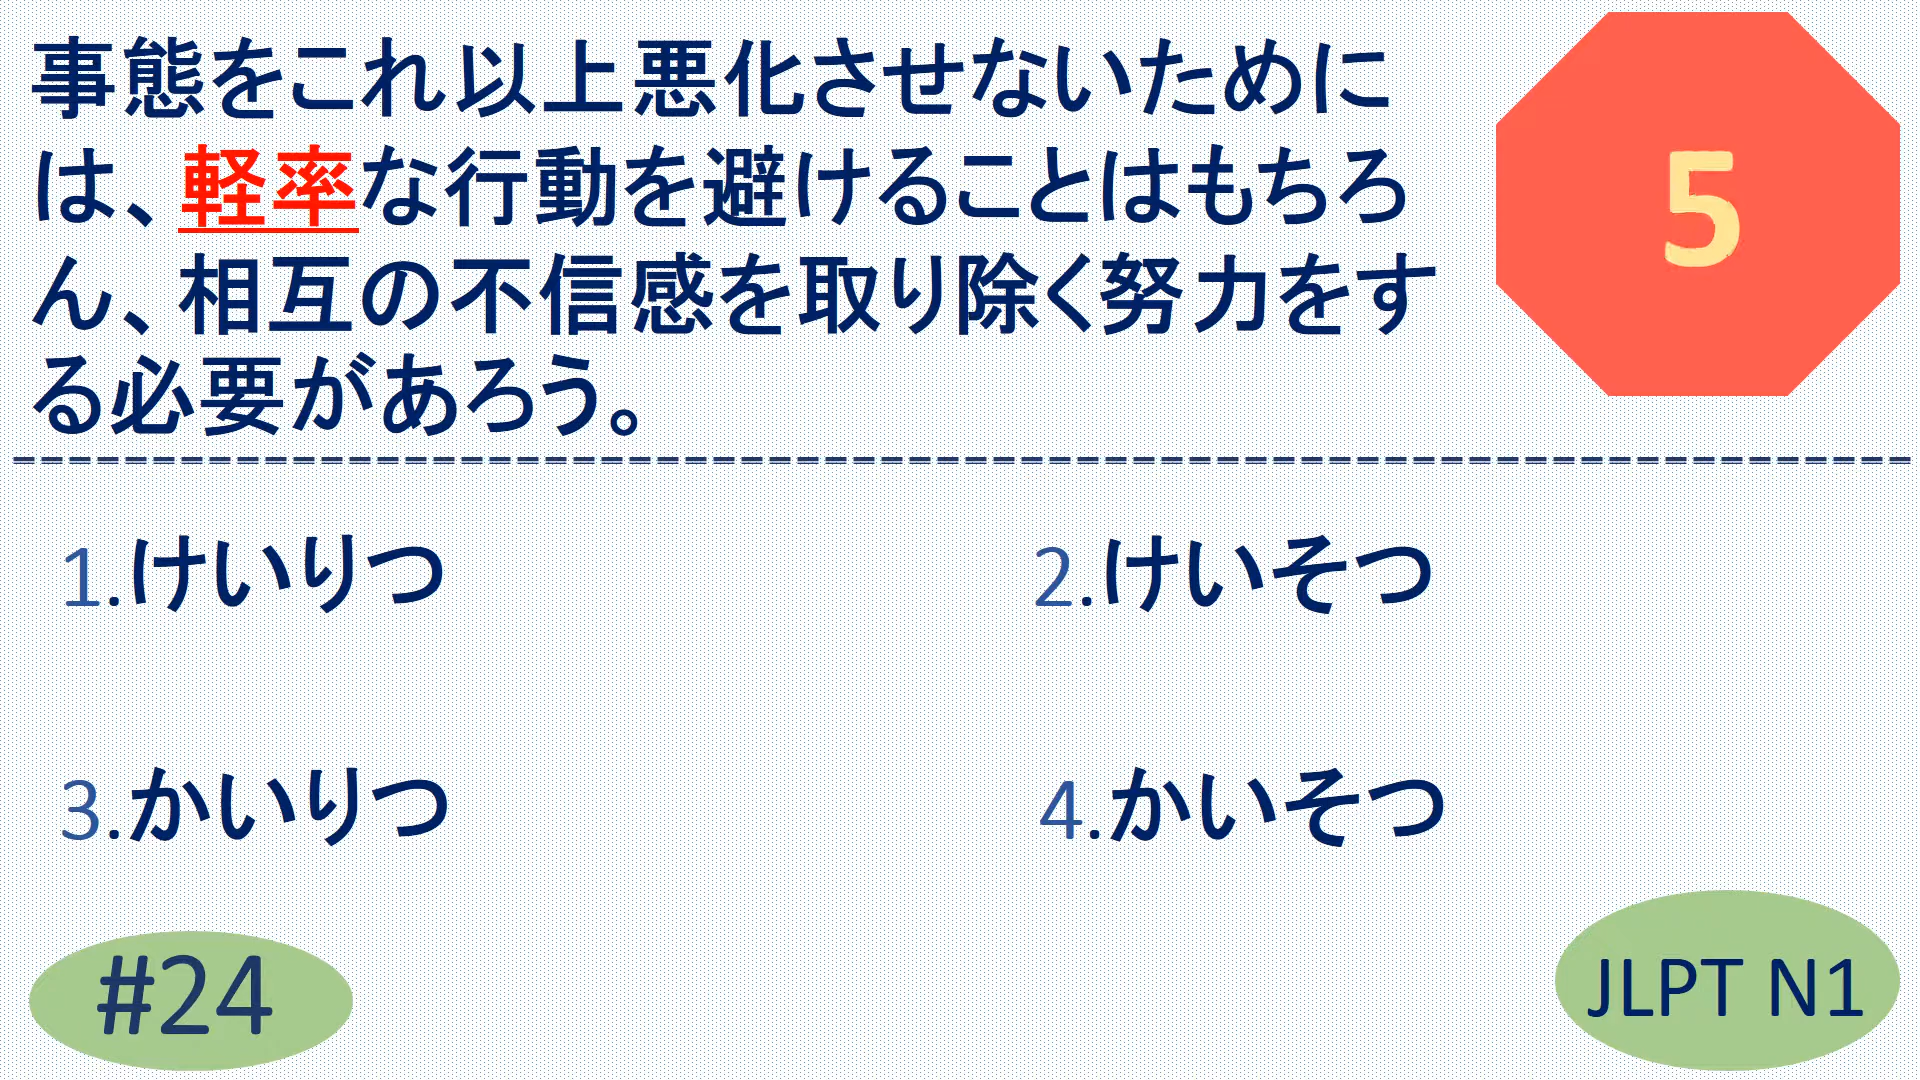 事態をこれ以上悪化させないために
は、軽率な行動を避けることはもちろ
ん、相互の不信感を取り除く努力をす
る必要があろう。
5
1.けいりつ
2.けいそつ
3.かいりつ
4.かいそつ
#24
JLPT N1